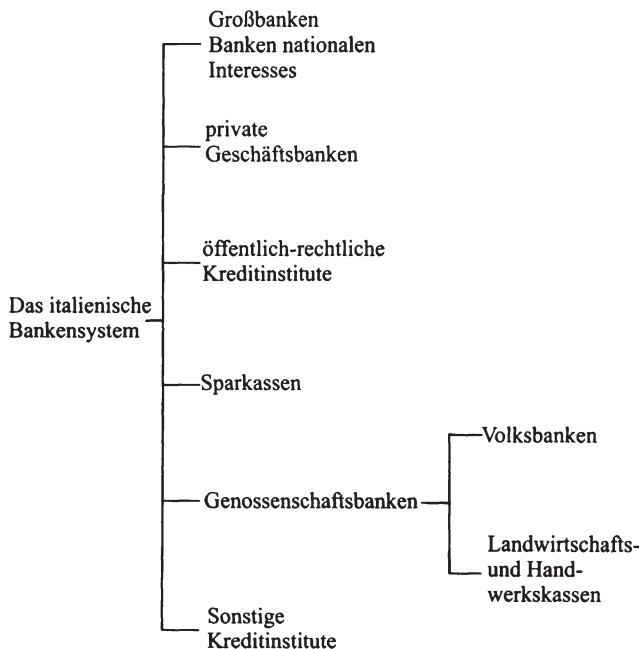 Großbanken
Banken nationalen
Interesses
private
Geschäftsbanken
öffentlich-rechtliche
Kreditinstitute
Das italienische
Bankensystem
Sparkassen
Genossenschaftsbanken
Volksbanken
Landwirtschafts-
und Hand-
werkskassen
Sonstige
Kreditinstitute